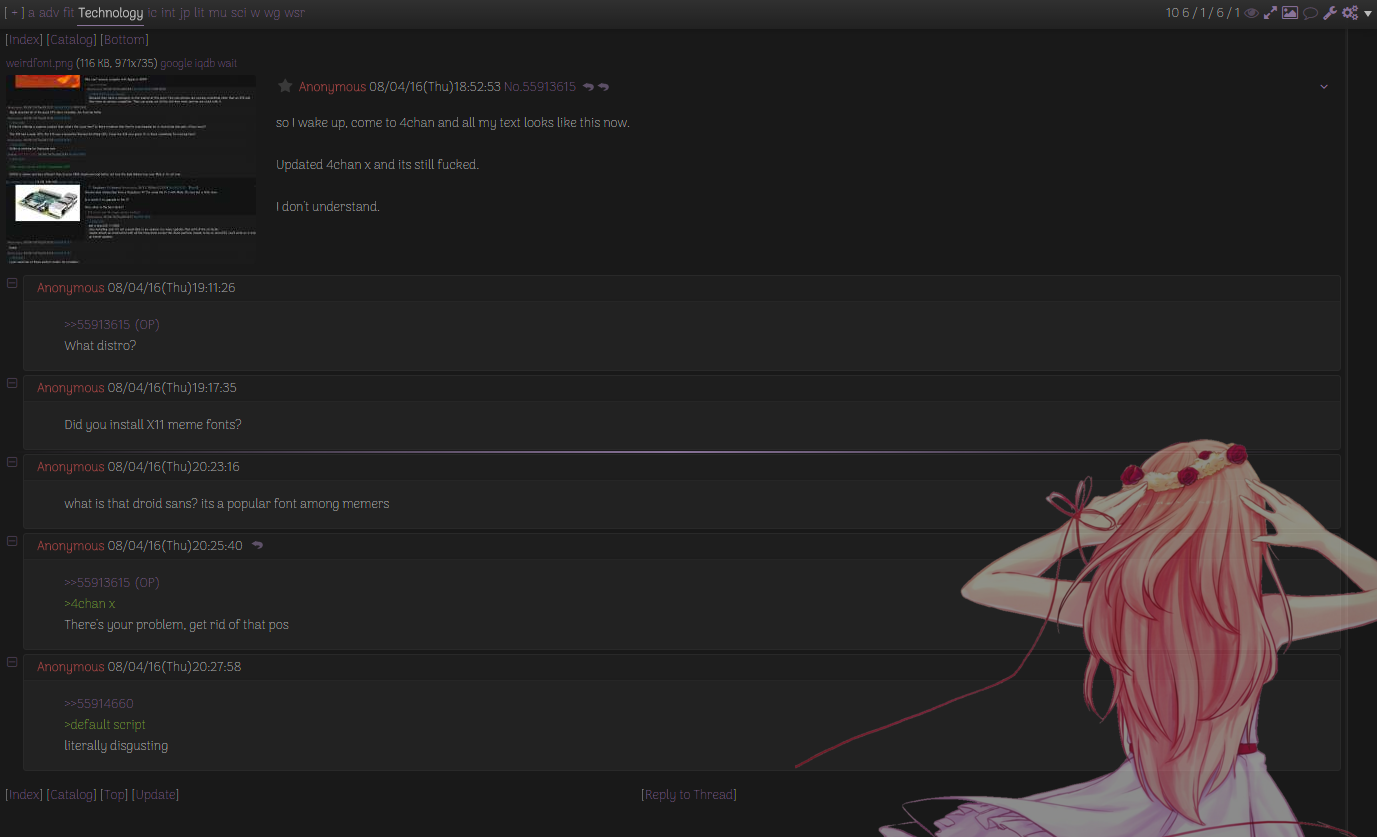 [ + ] a adv fit Technology ic int jp lit mu sci w wg wsr
10 6 / 1 / 6 / 1
[Index] [Catalog] [Bottom]
weirdfont.png (116 KB, 971x735) google iqdb wait
Anonymous 08/04/16(Thu)18:52:53 No.55913615
so I wake up, come to 4chan and all my text looks like this now.
Updated 4chan x and its still fucked.
I don't understand.
Anonymous 08/04/16(Thu)19:11:26
>>55913615 (OP)
What distro?
Anonymous 08/04/16(Thu)19:17:35
Did you install X11 meme fonts?
Anonymous 08/04/16(Thu)20:23:16
what is that droid sans? its a popular font among memers
Anonymous 08/04/16(Thu)20:25:40
>>55913615 (OP)
>4chan x
There's your problem, get rid of that pos
Anonymous 08/04/16(Thu)20:27:58
>>55914660
>default script
literally disgusting
[Index] [Catalog] [Top] [Update]
[Reply to Thread]